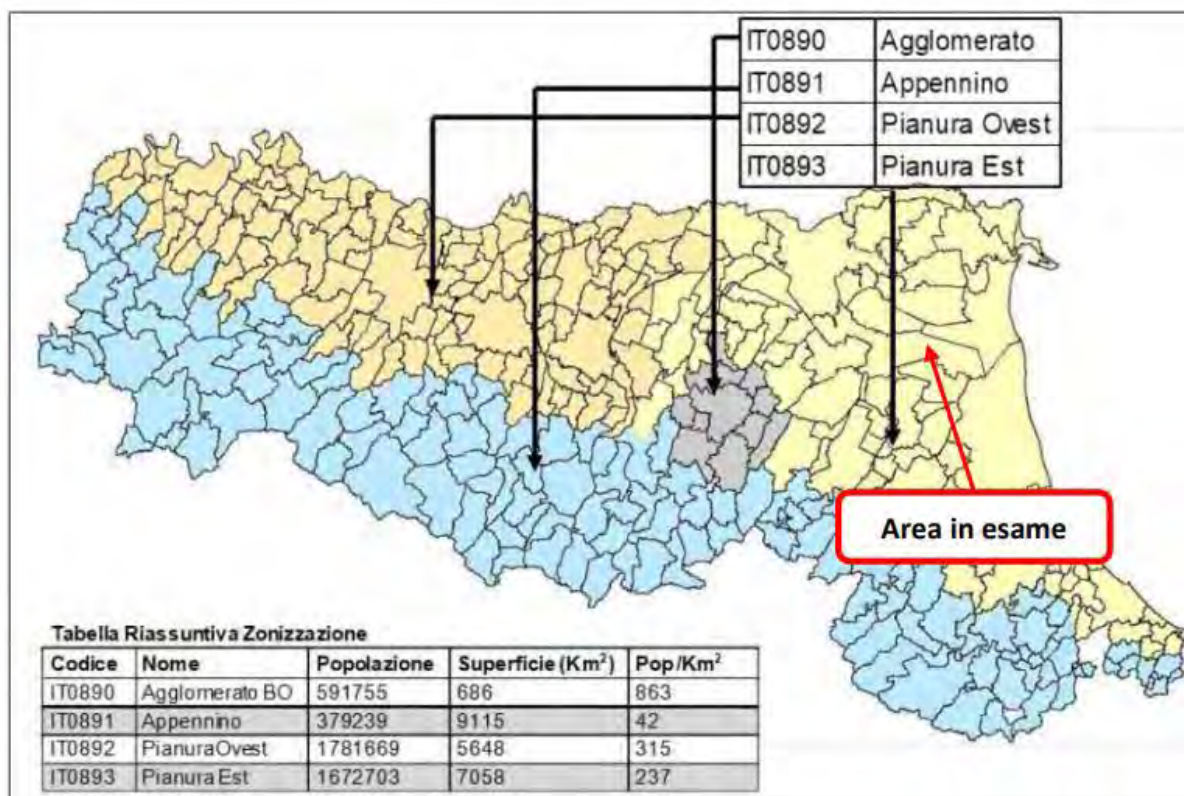 IT0890 Agglomerato
IT0891 Appennino
IT0892 Pianura Ovest
IT0893 Pianura Est
Area in esame
Tabella Riassuntiva Zonizzazione
Codice Nome Popolazione Superficie (Km²) Pop/Km²
IT0890 Agglomerato BO 591755 686 863
IT0891 Appennino 379239 9115 42
IT0892 PianuraOvest 1781669 5648 315
IT0893 Pianura Est 1672703 7058 237